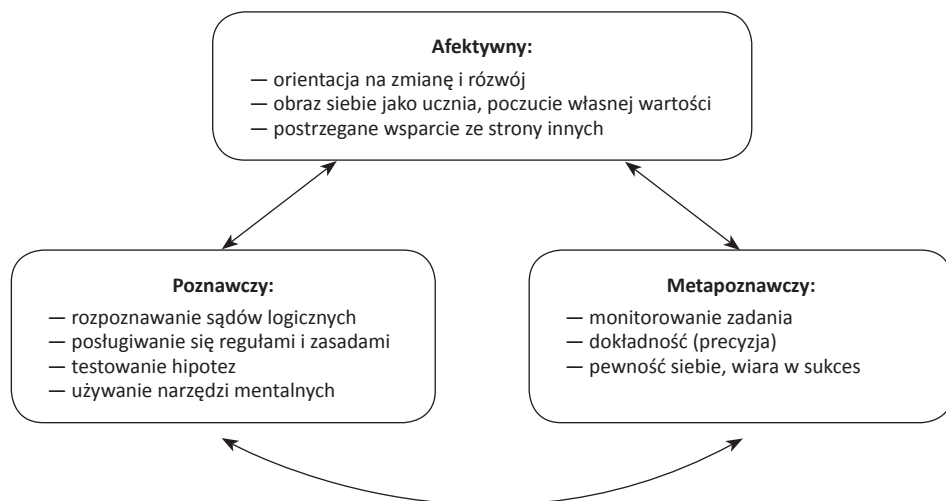 Afektywny:
— orientacja na zmianę i rózwój
— obraz siebie jako ucznia, poczucie własnej wartości
— postrzegane wsparcie ze strony innych
Poznawczy:
— rozpoznawanie sądów logicznych
— posługiwanie się regułami i zasadami
— testowanie hipotez
— używanie narzędzi mentalnych
Metapoznawczy:
— monitorowanie zadania
— dokładność (precyzja)
— pewność siebie, wiara w sukces